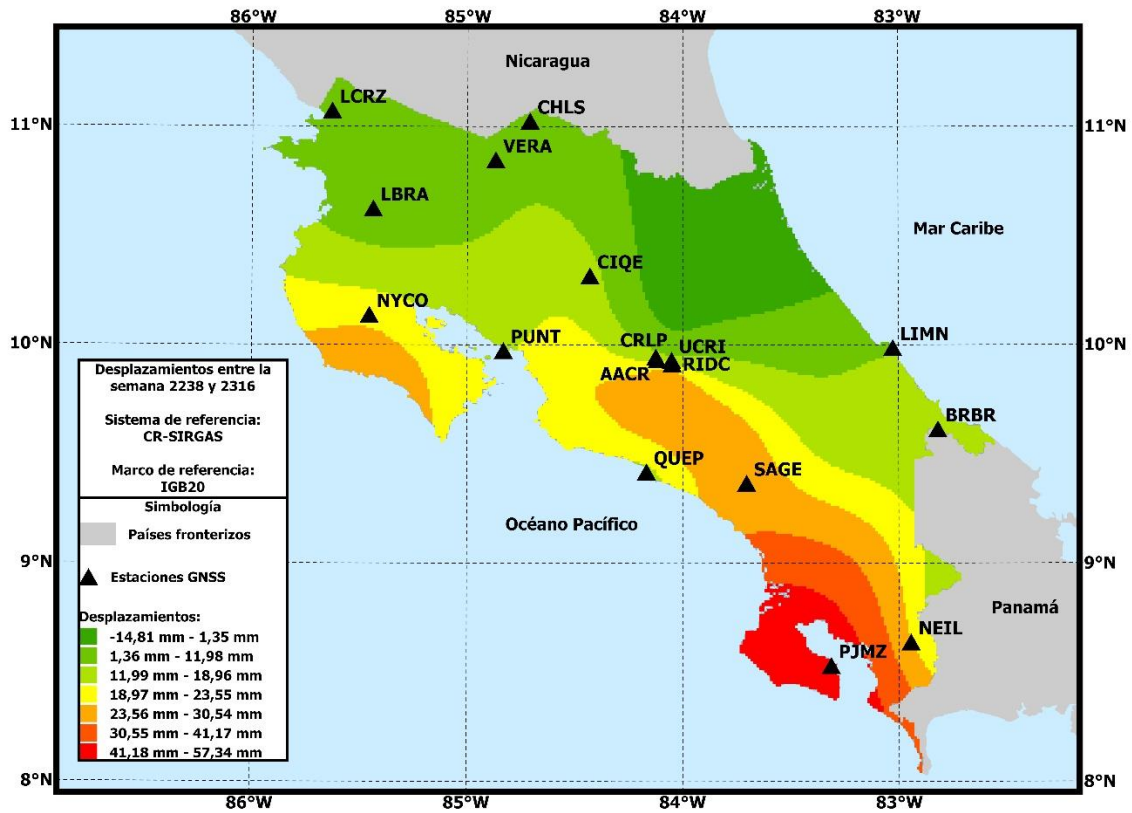 86°W 85°W 84°W 83°W
Nicaragua
LCRZ
CHLS
11°N 11°N
VERA
LBRA
Mar Caribe
CIQE
NYCO
PUNT
CRLP UCRI
LIMN
10°N 10°N
AACR RIDC
BRBR
QUEP
SAGE
Océano Pacífico
9°N 9°N
Panamá
NEIL
PJMZ
8°N 8°N
86°W 85°W 84°W 83°W
Desplazamientos entre la
semana 2238 y 2316
Sistema de referencia:
CR-SIRGAS
Marco de referencia:
IGB20
Simbología
Países fronterizos
Estaciones GNSS
Desplazamientos:
-14,81 mm - 1,35 mm
1,36 mm - 11,98 mm
11,99 mm - 18,96 mm
18,97 mm - 23,55 mm
23,56 mm - 30,54 mm
30,55 mm - 41,17 mm
41,18 mm - 57,34 mm